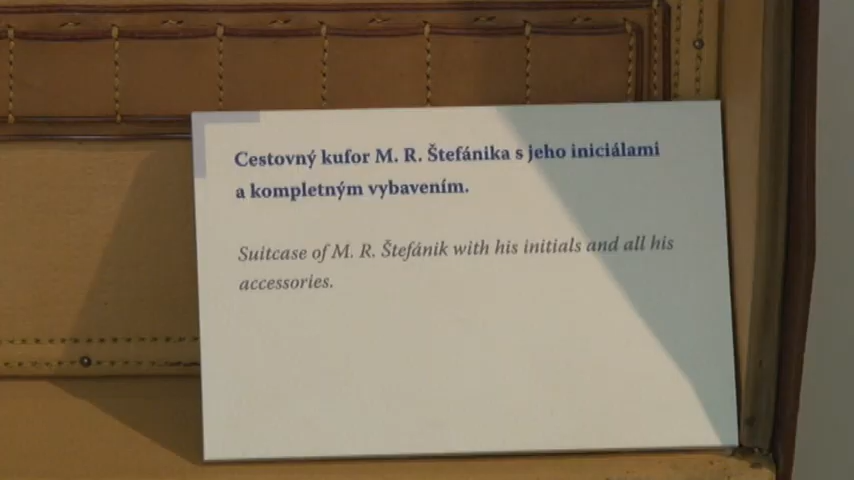 Cestovný kufor M. R. Štefánika s jeho iniciálami
a kompletným vybavením.
Suitcase of M. R. Štefánik with his initials and all his
accessories.